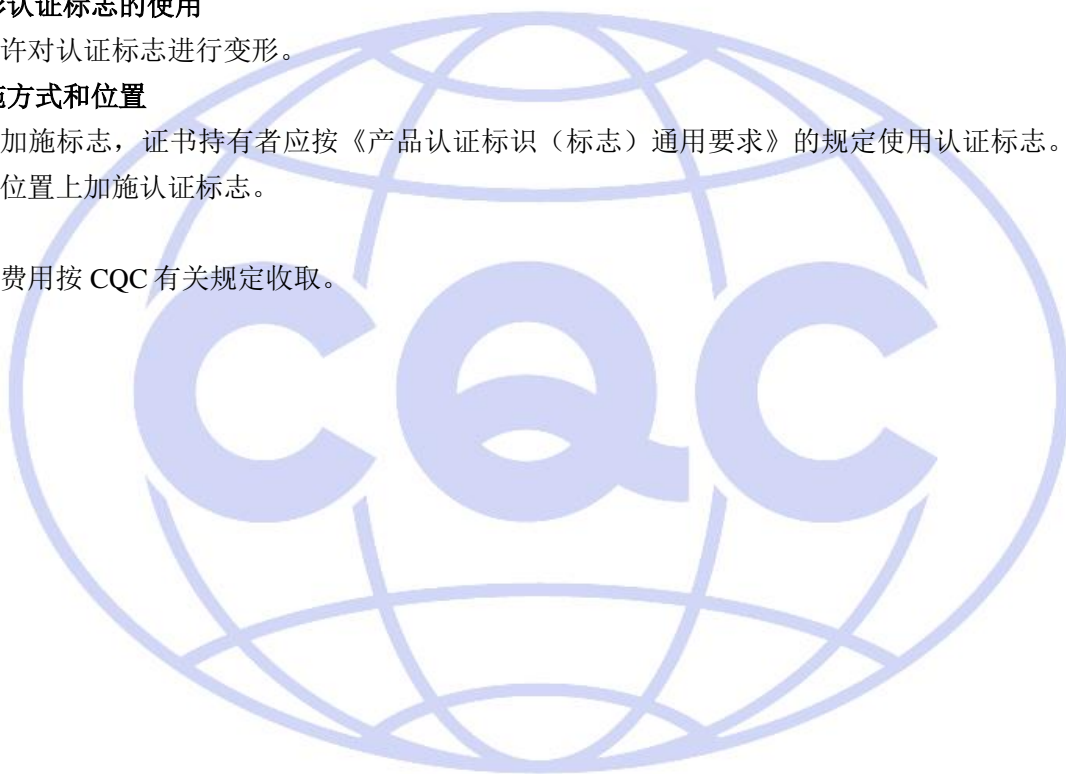 认证标志的使用
许对认证标志进行变形。
方式和位置
加施标志，证书持有者应按《产品认证标识（标志）通用要求》的规定使用认证标志。
位置上加施认证标志。
费用按 CQC 有关规定收取。
CQC